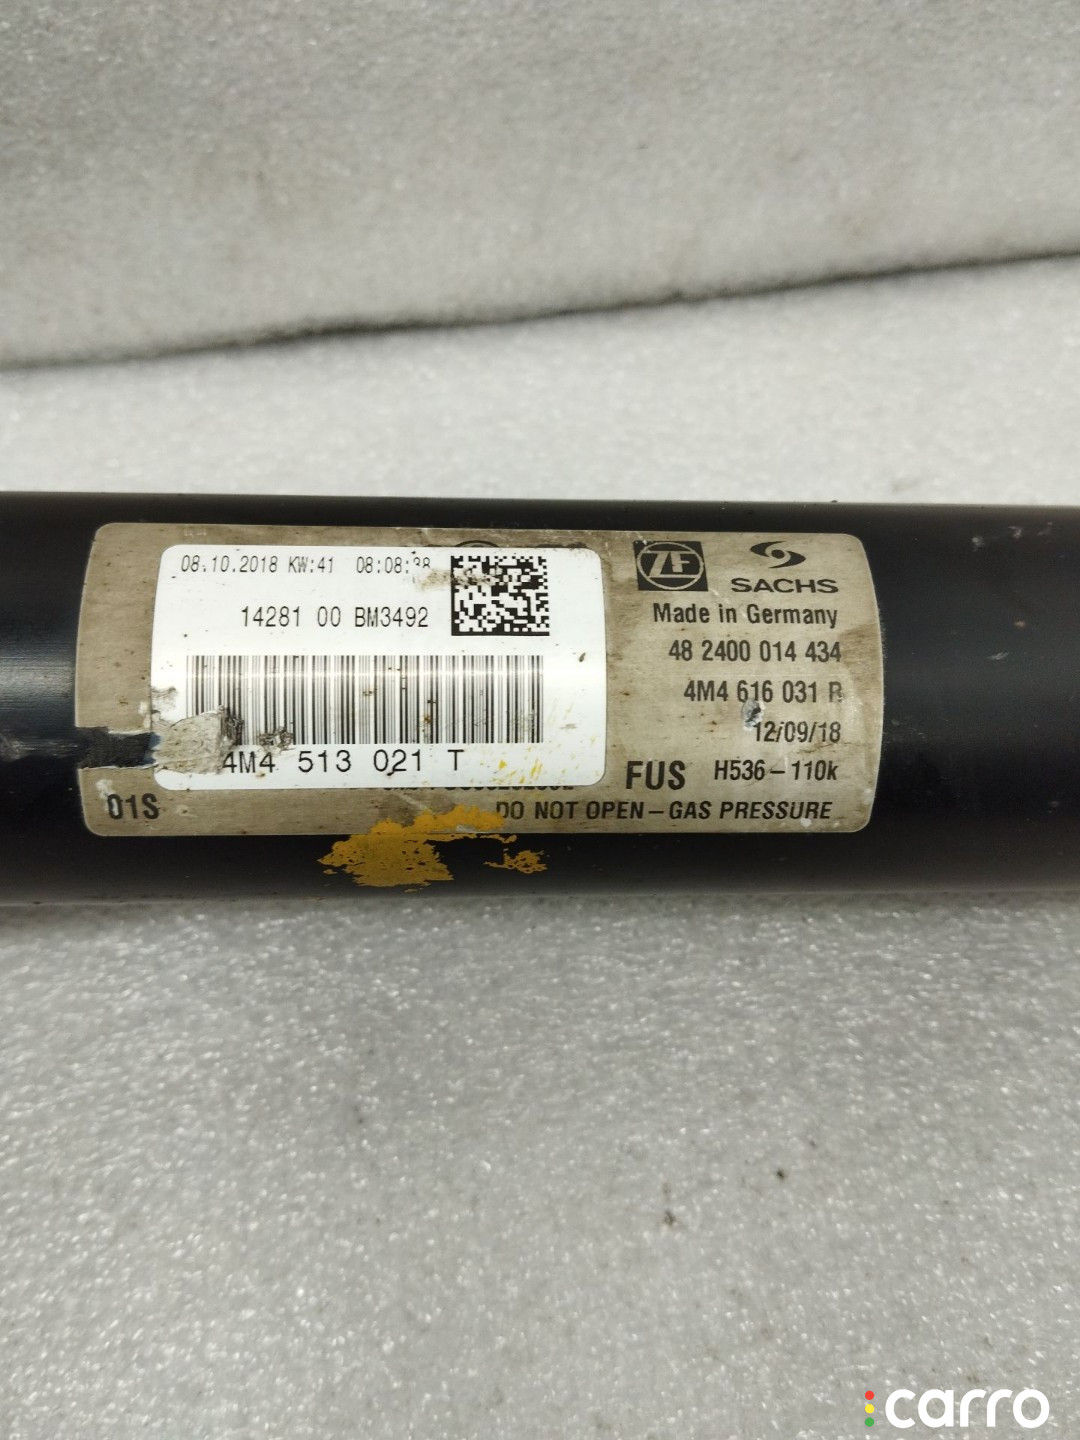 08.10.2018 KW:41 08:08:38
14281 00 BM3492
4M4 513 021 T
01S
ZF SACHS
Made in Germany
48 2400 014 434
4M4 616 031 R
12/09/18
FUS H536-110k
DO NOT OPEN-GAS PRESSURE
carro